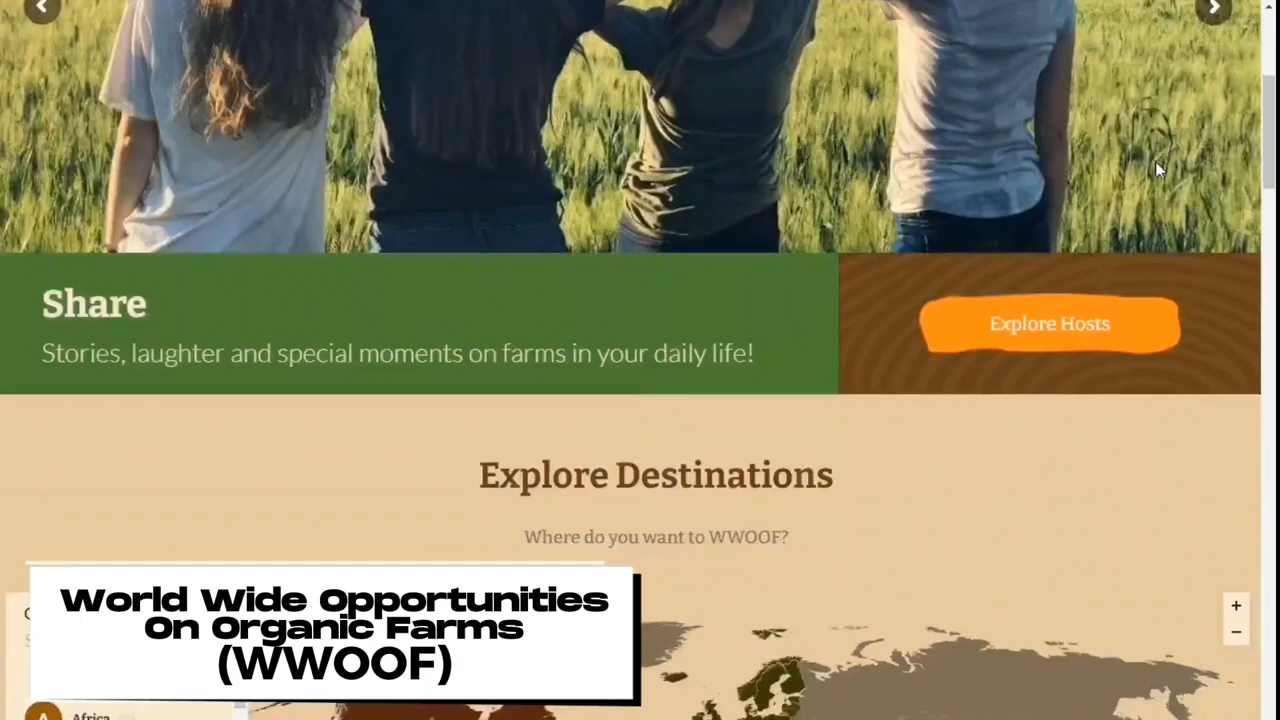 Share
Stories, laughter and special moments on farms in your daily life!
Explore Hosts
Explore Destinations
Where do you want to WWOOF?
World Wide Opportunities
On Organic Farms
(WWOOF)
+
−
A
Africa